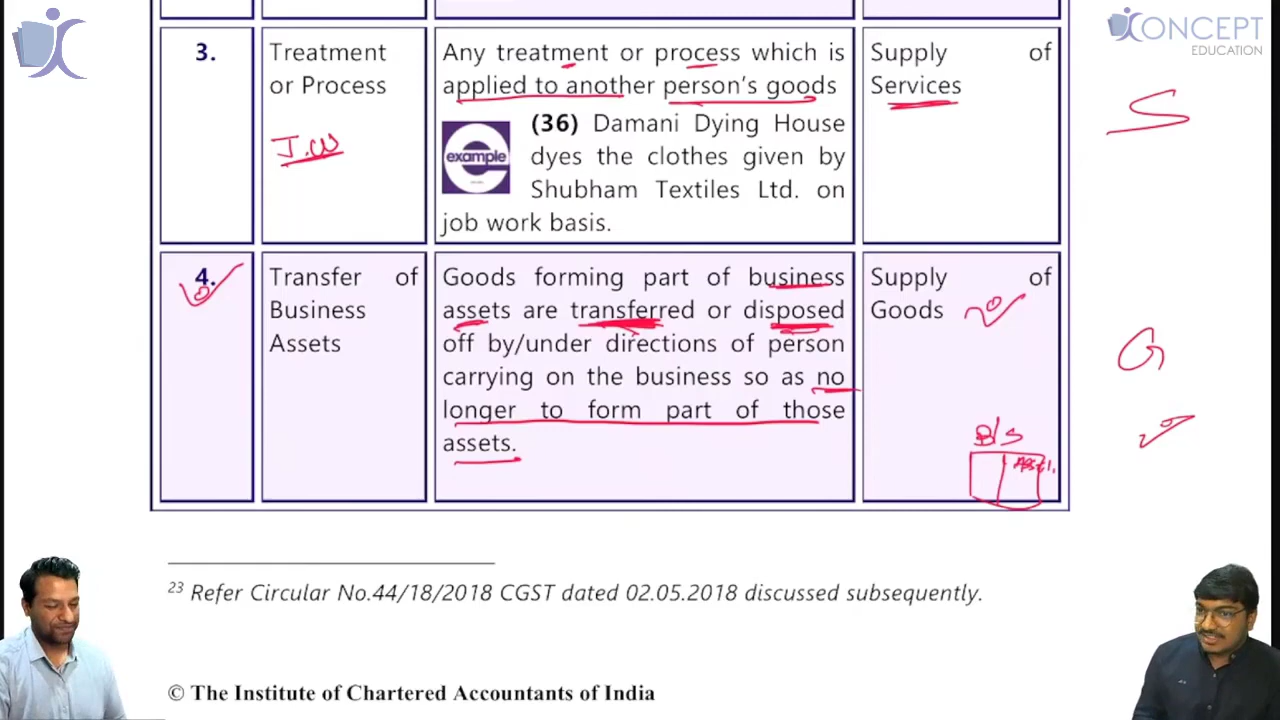 KONCEPT
EDUCATION
3.
Treatment
or Process
J.W
Any treatment or process which is
applied to another person's goods
example
(36) Damani Dying House
dyes the clothes given by
Shubham Textiles Ltd. on
job work basis.
Supply of
Services
S
4.
Transfer of
Business
Assets
Goods forming part of business
assets are transferred or disposed
off by/under directions of person
carrying on the business so as no
longer to form part of those
assets.
Supply of
Goods
G
B/S
23 Refer Circular No.44/18/2018 CGST dated 02.05.2018 discussed subsequently.
© The Institute of Chartered Accountants of India